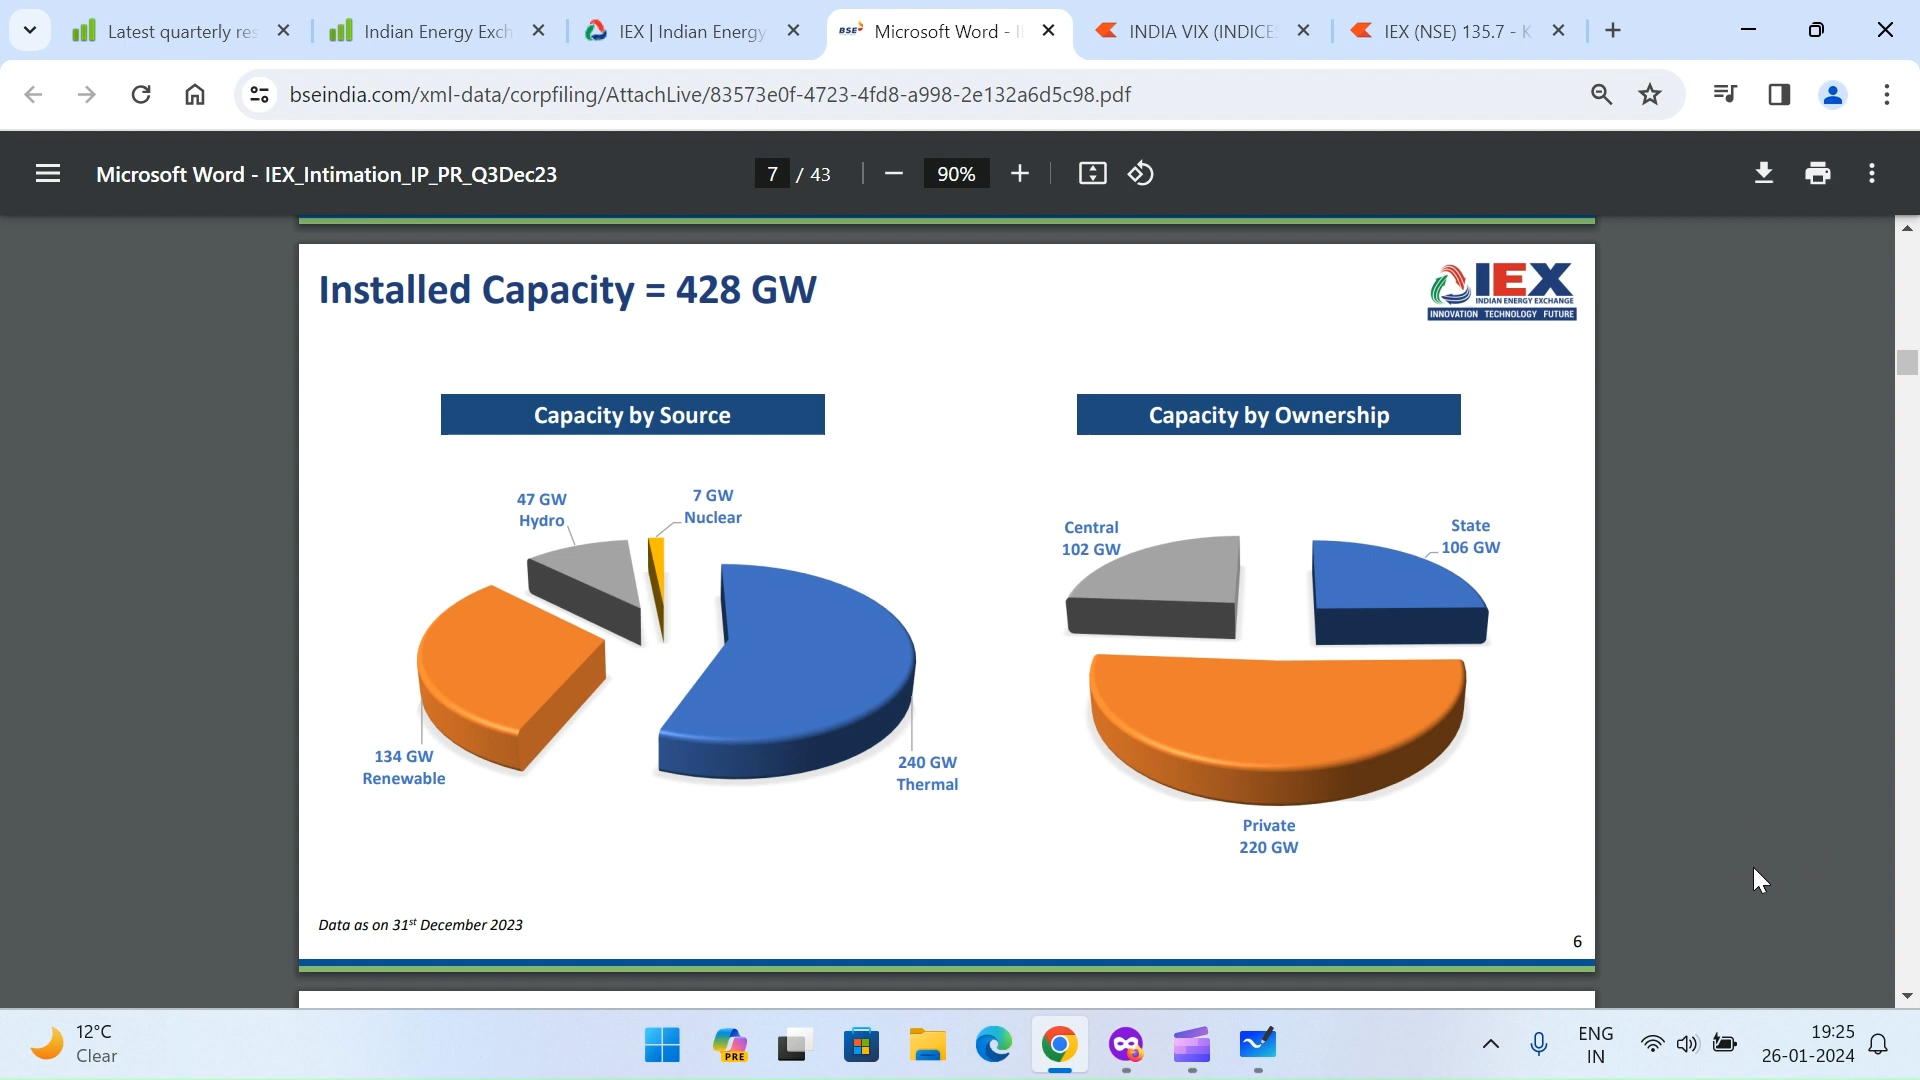 Latest quarterly res
Indian Energy Exch
IEX | Indian Energy
BSE
Microsoft Word - I
INDIA VIX (INDICES
IEX (NSE) 135.7 - K
bseindia.com/xml-data/corpfiling/AttachLive/83573e0f-4723-4fd8-a998-2e132a6d5c98.pdf
Microsoft Word - IEX_Intimation_IP_PR_Q3Dec23
7 / 43
90%
Installed Capacity = 428 GW
IEX
INDIAN ENERGY EXCHANGE
INNOVATION TECHNOLOGY FUTURE
Capacity by Source
Capacity by Ownership
47 GW
Hydro
7 GW
Nuclear
134 GW
Renewable
240 GW
Thermal
Central
102 GW
State
106 GW
Private
220 GW
Data as on 31st December 2023
6
12°C
Clear
PRE
ENG
IN
19:25
26-01-2024